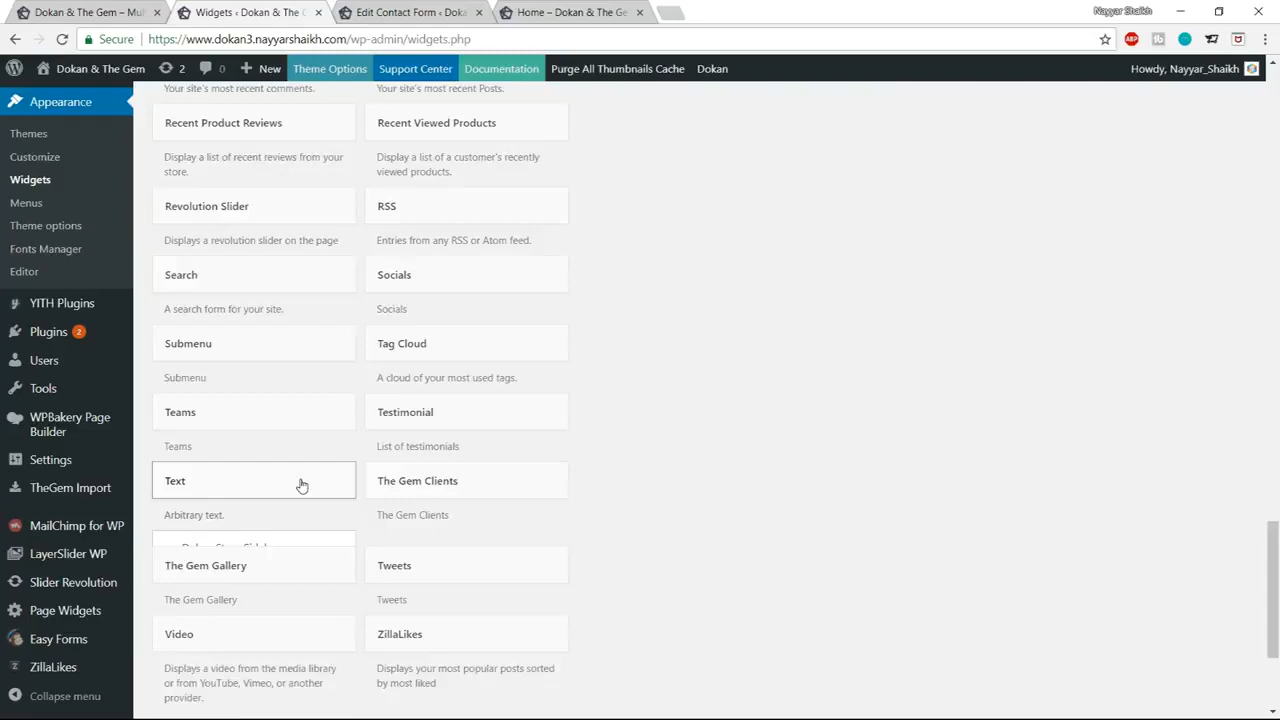 Dokan & The Gem – Mul
Widgets ‹ Dokan & The G
Edit Contact Form ‹ Doka
Home – Dokan & The Ge
Nayyar Shaikh
Secure
https://www.dokan3.nayyarshaikh.com/wp-admin/widgets.php
ABP
Dokan & The Gem
2
0
New
Theme Options
Support Center
Documentation
Purge All Thumbnails Cache
Dokan
Howdy, Nayyar_Shaikh
Appearance
Themes
Customize
Widgets
Menus
Theme options
Fonts Manager
Editor
YITH Plugins
Plugins 2
Users
Tools
WPBakery Page
Builder
Settings
TheGem Import
MailChimp for WP
LayerSlider WP
Slider Revolution
Page Widgets
Easy Forms
ZillaLikes
Collapse menu
Your site's most recent comments.
Your site's most recent Posts.
Recent Product Reviews
Recent Viewed Products
Display a list of recent reviews from your
store.
Display a list of a customer's recently
viewed products.
Revolution Slider
RSS
Displays a revolution slider on the page
Entries from any RSS or Atom feed.
Search
Socials
A search form for your site.
Socials
Submenu
Tag Cloud
Submenu
A cloud of your most used tags.
Teams
Testimonial
Teams
List of testimonials
Text
The Gem Clients
Arbitrary text.
The Gem Clients
The Gem Gallery
Tweets
The Gem Gallery
Tweets
Video
ZillaLikes
Displays a video from the media library
or from YouTube, Vimeo, or another
provider.
Displays your most popular posts sorted
by most liked